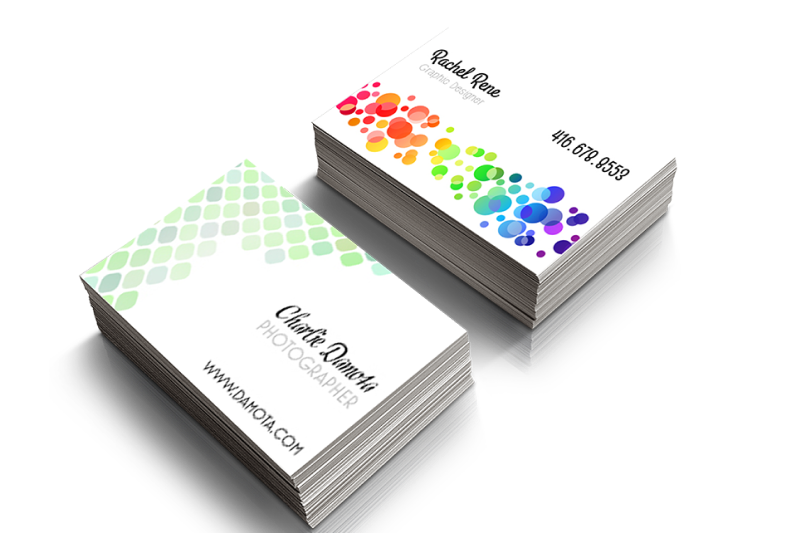 Rachel Rene
Graphic Designer
416.678.8553
Charlie Damota
PHOTOGRAPHER
WWW.DAMOTA.COM